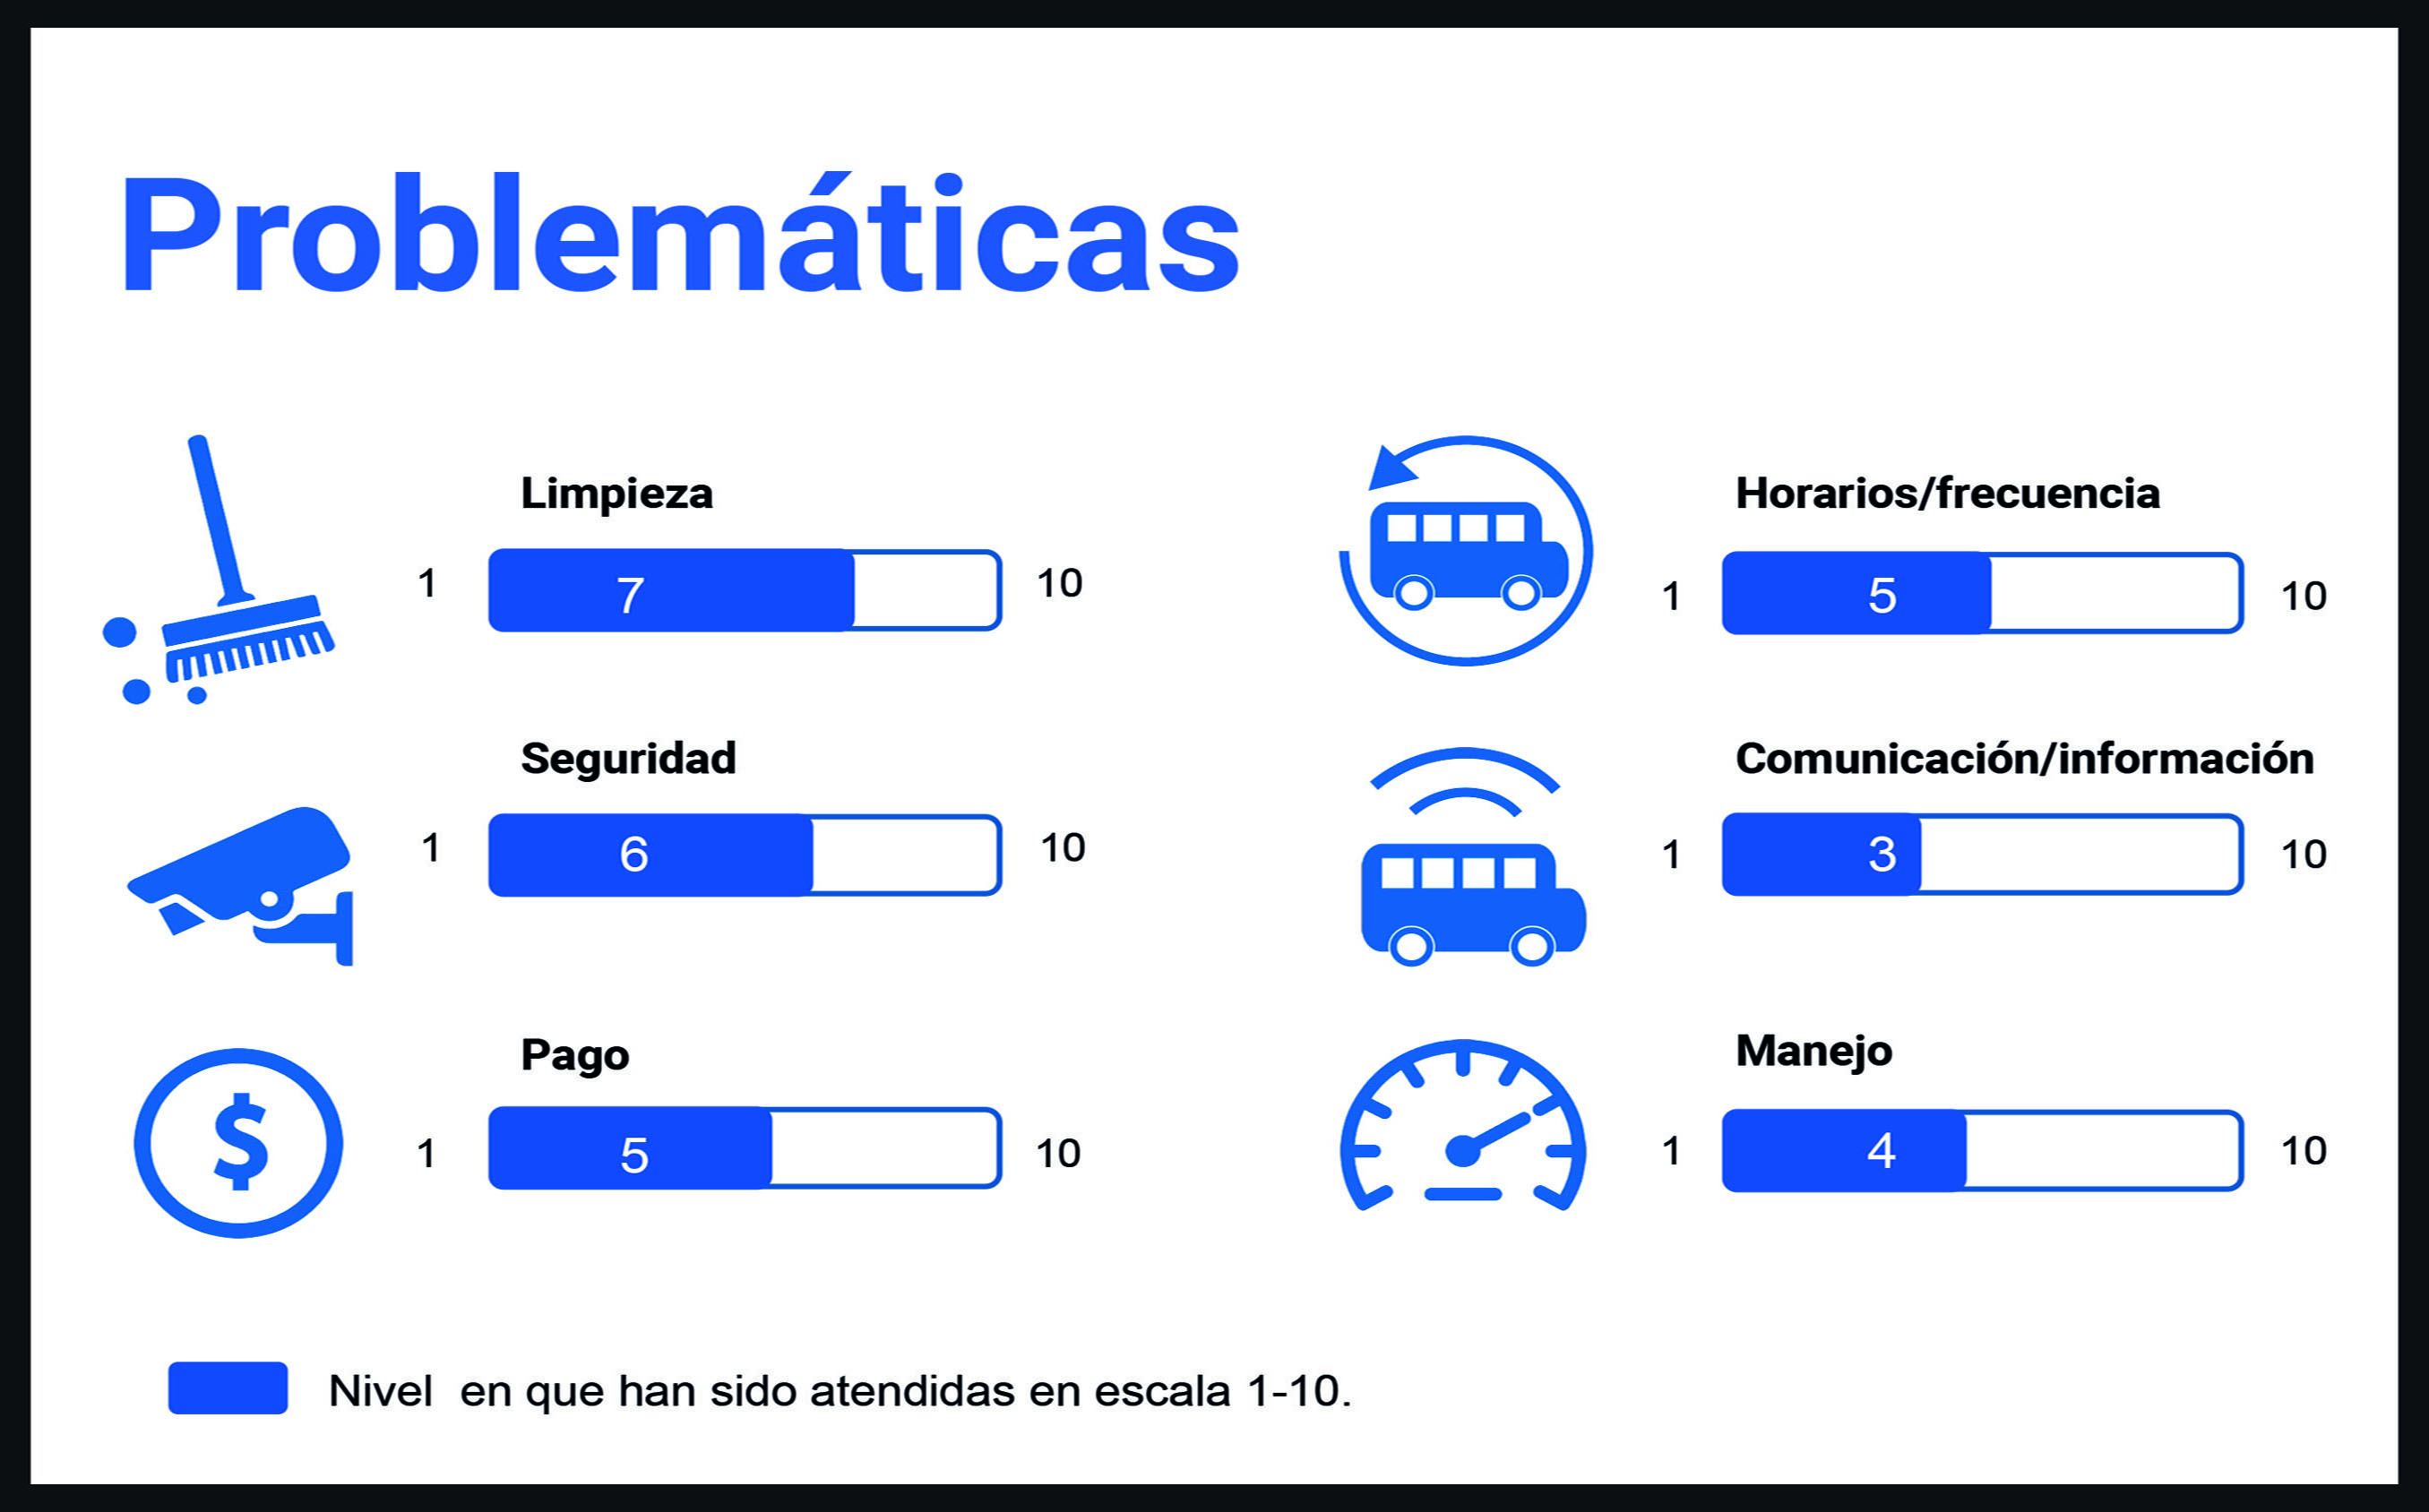 Problemáticas
Limpieza
1 7 10
Seguridad
1 6 10
Pago
1 5 10
Horarios/frecuencia
1 5 10
Comunicación/información
1 3 10
Manejo
1 4 10
Nivel en que han sido atendidas en escala 1-10.